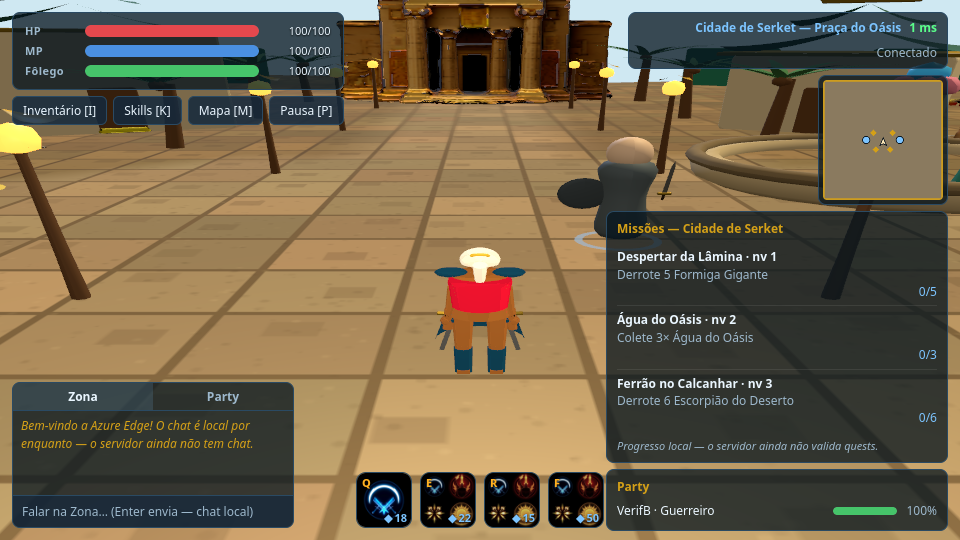 HP 100/100
MP 100/100
Fôlego 100/100
Inventário [I] Skills [K] Mapa [M] Pausa [P]
Cidade de Serket — Praça do Oásis 1 ms
Conectado
Missões — Cidade de Serket
Despertar da Lâmina · nv 1
Derrote 5 Formiga Gigante
0/5
Água do Oásis · nv 2
Colete 3× Água do Oásis
0/3
Ferrão no Calcanhar · nv 3
Derrote 6 Escorpião do Deserto
0/6
Progresso local — o servidor ainda não valida quests.
Zona Party
Bem-vindo a Azure Edge! O chat é local por
enquanto — o servidor ainda não tem chat.
Falar na Zona... (Enter envia — chat local)
Q E R F
18 22 15 50
Party
VerifB · Guerreiro 100%